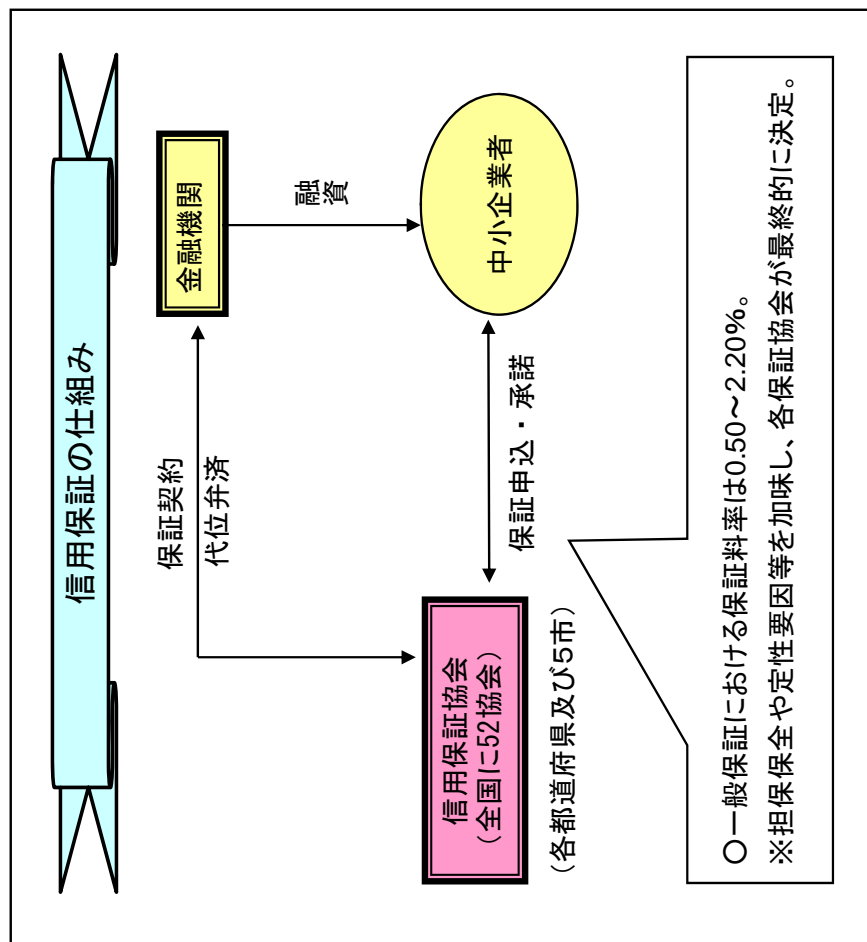 信用保証の仕組み
金融機関
保証契約
代位弁済
融資
信用保証協会
(全国に52協会)
(各都道府県及び5市)
保証申込・承諾
中小企業者
○一般保証における保証料率は0.50～2.20%。
※担保保全や定性要因等を加味し、各保証協会が最終的に決定。